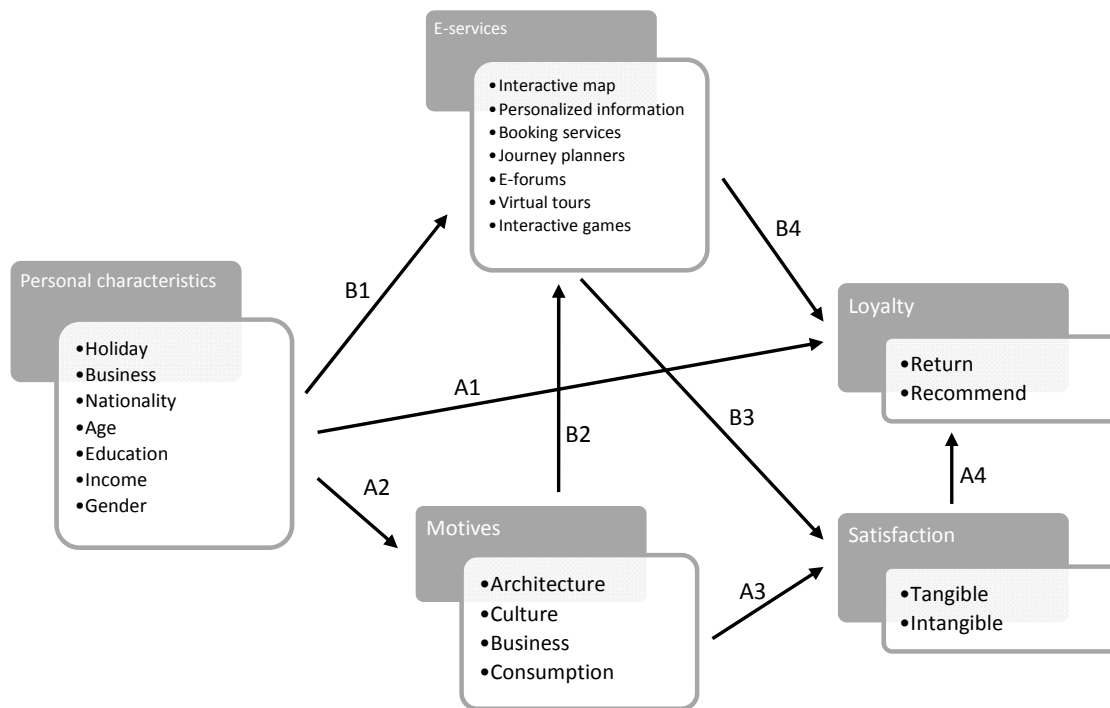 E-services
•Interactive map
•Personalized information
•Booking services
•Journey planners
•E-forums
•Virtual tours
•Interactive games
B4
B1
Personal characteristics
•Holiday
•Business
•Nationality
•Age
•Education
•Income
•Gender
Loyalty
•Return
•Recommend
A1
B2
B3
A2
A4
Motives
•Architecture
•Culture
•Business
•Consumption
A3
Satisfaction
•Tangible
•Intangible